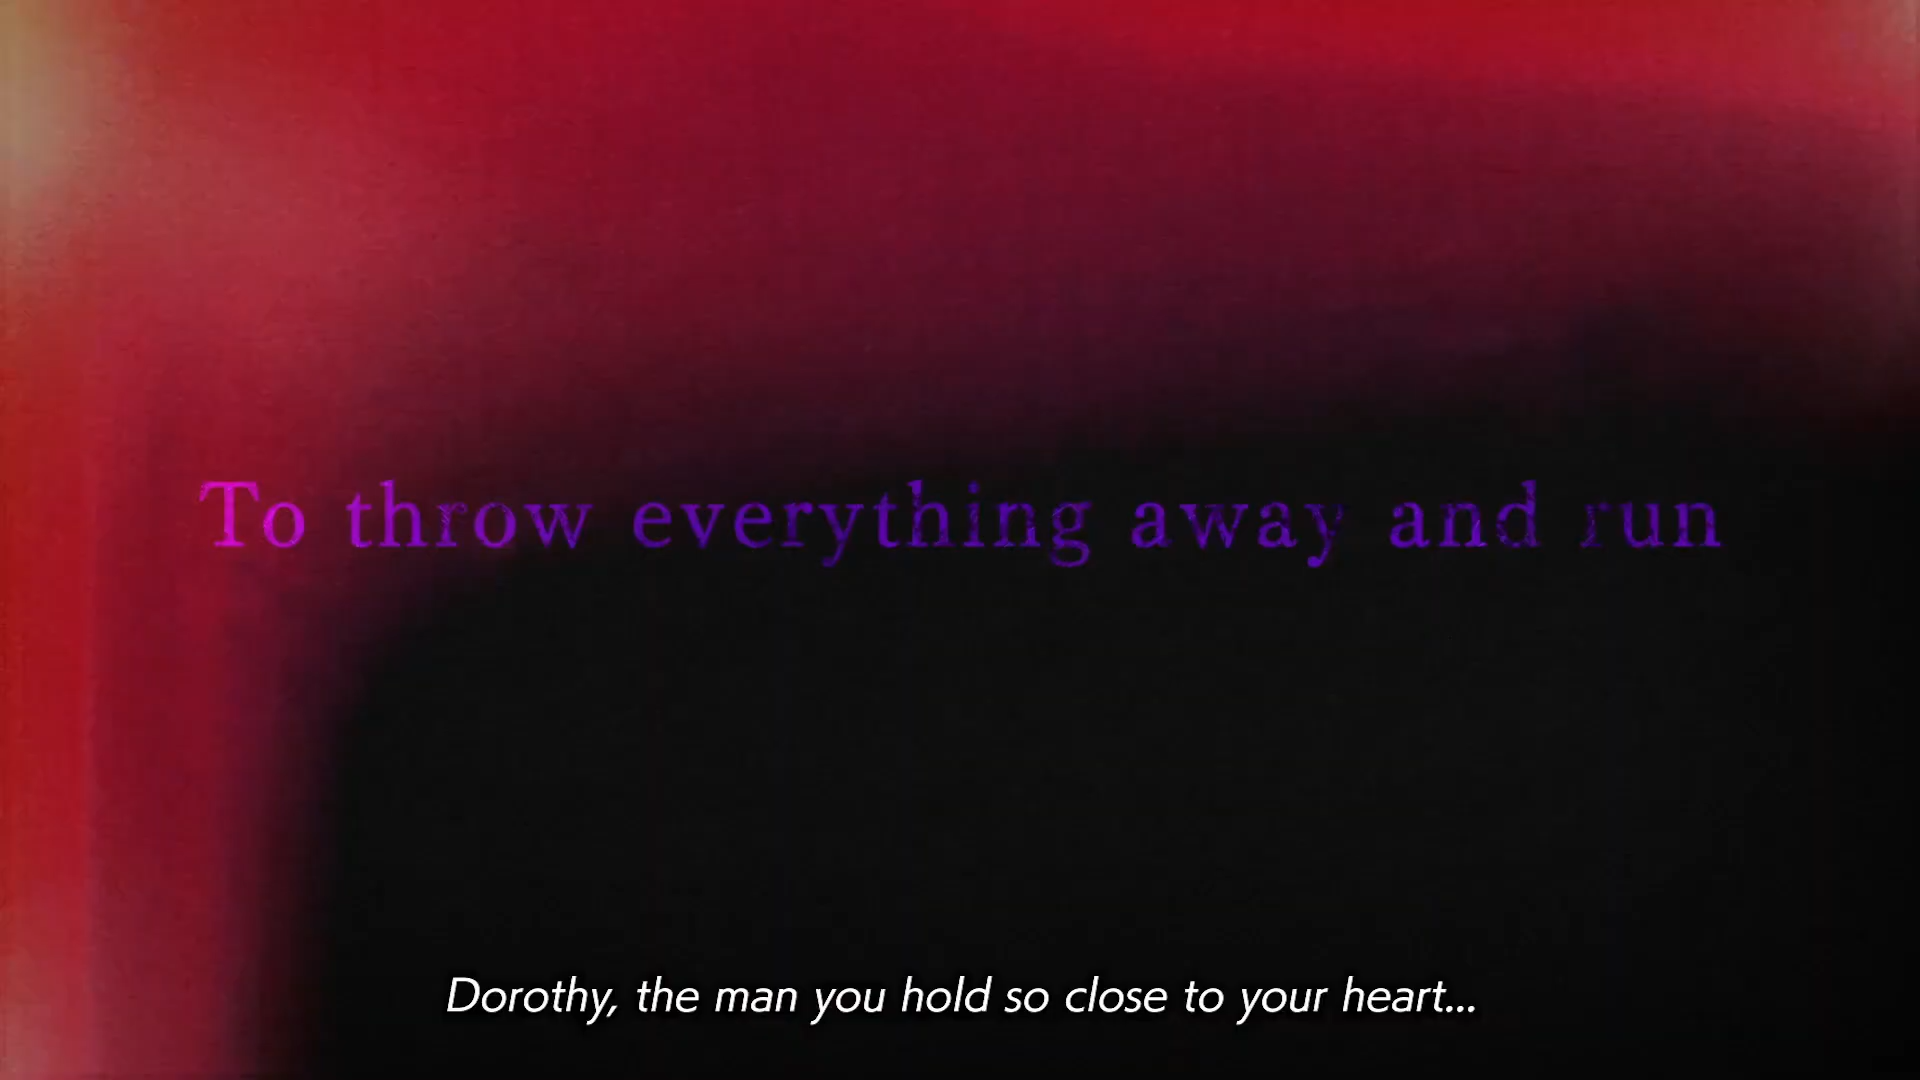 To throw everything away and run
Dorothy, the man you hold so close to your heart...